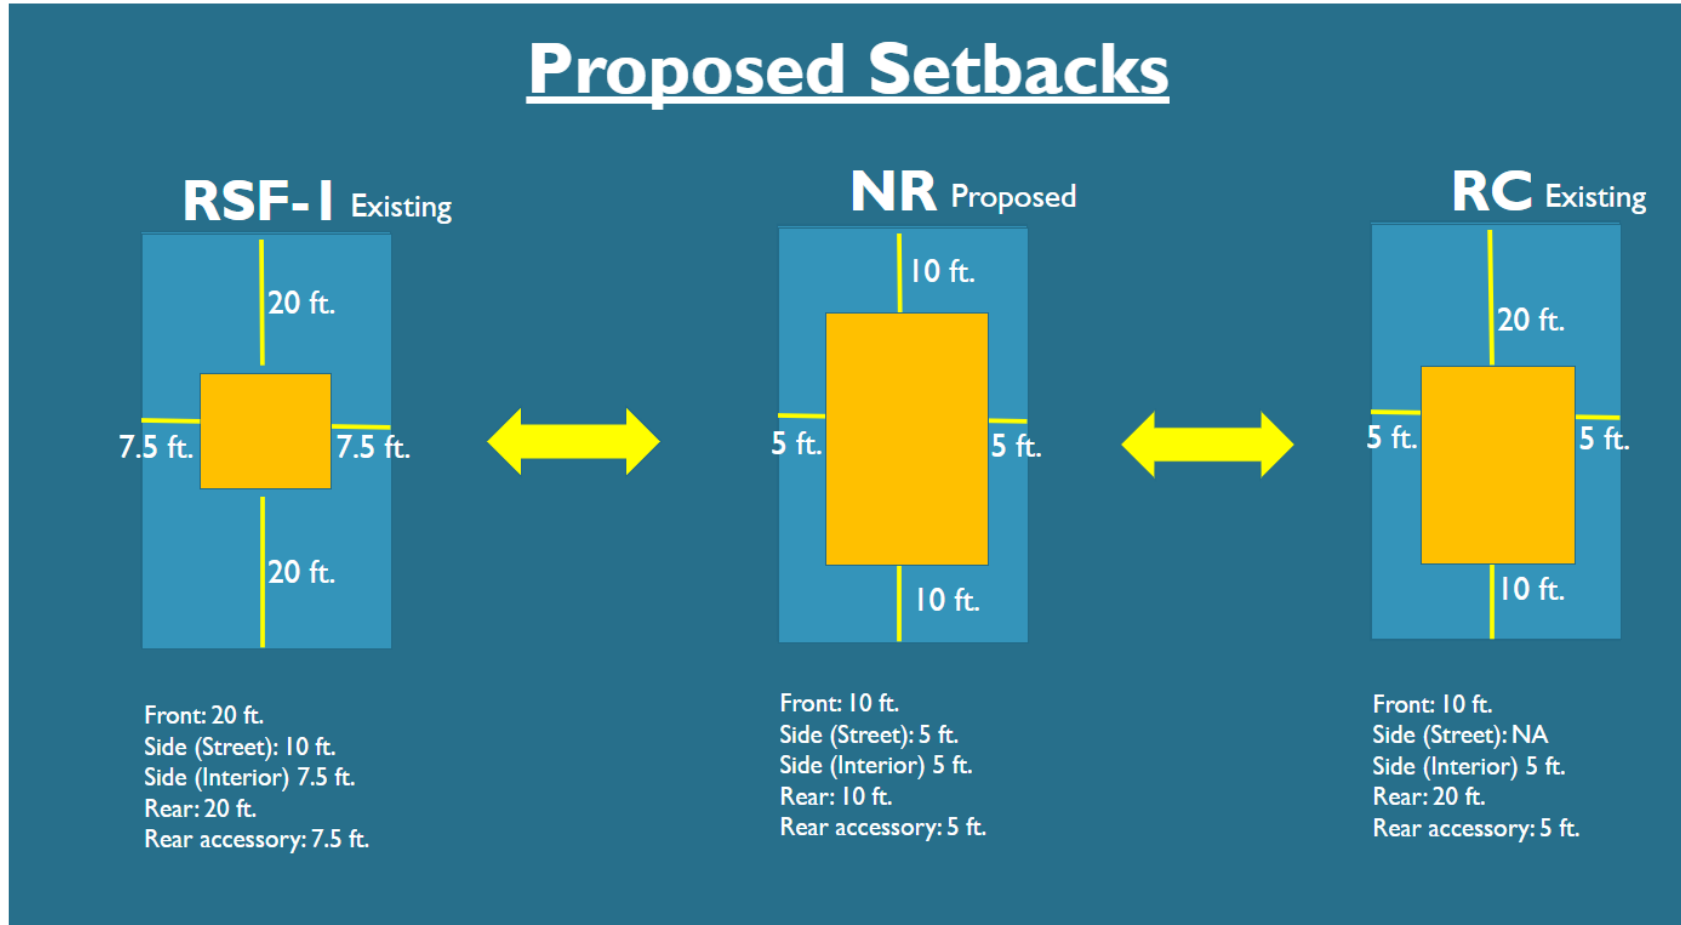 Proposed Setbacks
RSF-1 Existing
20 ft.
7.5 ft.
7.5 ft.
20 ft.
Front: 20 ft.
Side (Street): 10 ft.
Side (Interior) 7.5 ft.
Rear: 20 ft.
Rear accessory: 7.5 ft.
NR Proposed
10 ft.
5 ft.
5 ft.
10 ft.
Front: 10 ft.
Side (Street): 5 ft.
Side (Interior) 5 ft.
Rear: 10 ft.
Rear accessory: 5 ft.
RC Existing
20 ft.
5 ft.
5 ft.
10 ft.
Front: 10 ft.
Side (Street): NA
Side (Interior) 5 ft.
Rear: 20 ft.
Rear accessory: 5 ft.